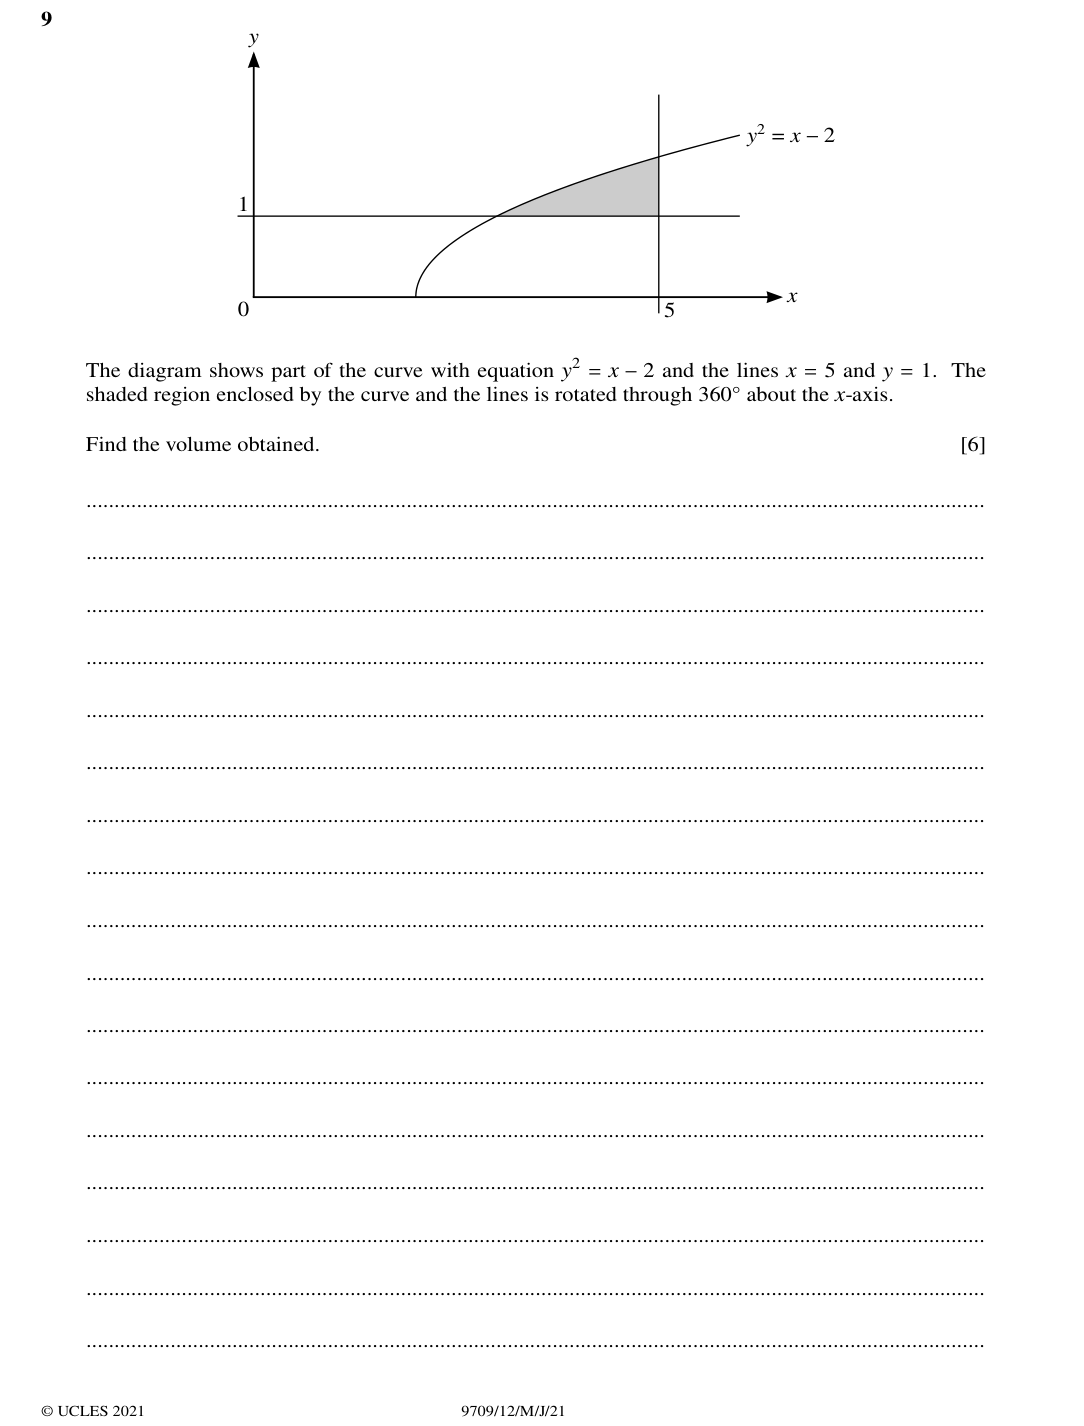 9
y
y² = x – 2
1
0
5
x
The diagram shows part of the curve with equation y² = x – 2 and the lines x = 5 and y = 1. The
shaded region enclosed by the curve and the lines is rotated through 360° about the x-axis.
Find the volume obtained. [6]
© UCLES 2021 9709/12/M/J/21